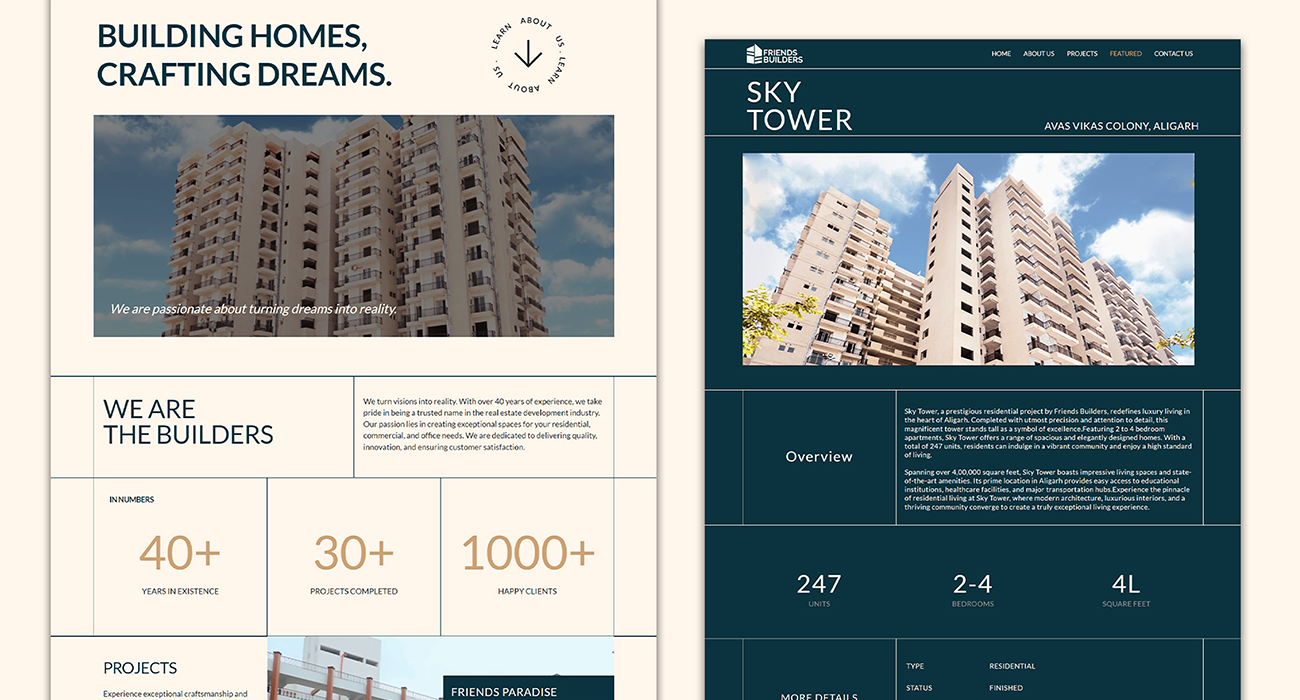 BUILDING HOMES,
CRAFTING DREAMS.
LEARN ABOUT US · LEARN ABOUT US ·
We are passionate about turning dreams into reality.
WE ARE
THE BUILDERS
We turn visions into reality. With over 40 years of experience, we take
pride in being a trusted name in the real estate development industry.
Our passion lies in creating exceptional spaces for your residential,
commercial, and office needs. We are dedicated to delivering quality,
innovation, and ensuring customer satisfaction.
IN NUMBERS
40+
YEARS IN EXISTENCE
30+
PROJECTS COMPLETED
1000+
HAPPY CLIENTS
PROJECTS
Experience exceptional craftsmanship and
FRIENDS PARADISE
FRIENDS
BUILDERS
HOME ABOUT US PROJECTS FEATURED CONTACT US
SKY
TOWER
AVAS VIKAS COLONY, ALIGARH
Overview
Sky Tower, a prestigious residential project by Friends Builders, redefines luxury living in
the heart of Aligarh. Completed with utmost precision and attention to detail, this
magnificent tower stands tall as a symbol of excellence.Featuring 2 to 4 bedroom
apartments, Sky Tower offers a range of spacious and elegantly designed homes. With a
total of 247 units, residents can indulge in a vibrant community and enjoy a high standard
of living.
Spanning over 4,00,000 square feet, Sky Tower boasts impressive living spaces and state-
of-the-art amenities. Its prime location in Aligarh provides easy access to educational
institutions, healthcare facilities, and major transportation hubs.Experience the pinnacle
of residential living at Sky Tower, where modern architecture, luxurious interiors, and a
thriving community converge to create a truly exceptional living experience.
247
UNITS
2-4
BEDROOMS
4L
SQUARE FEET
MORE DETAILS
TYPE RESIDENTIAL
STATUS FINISHED